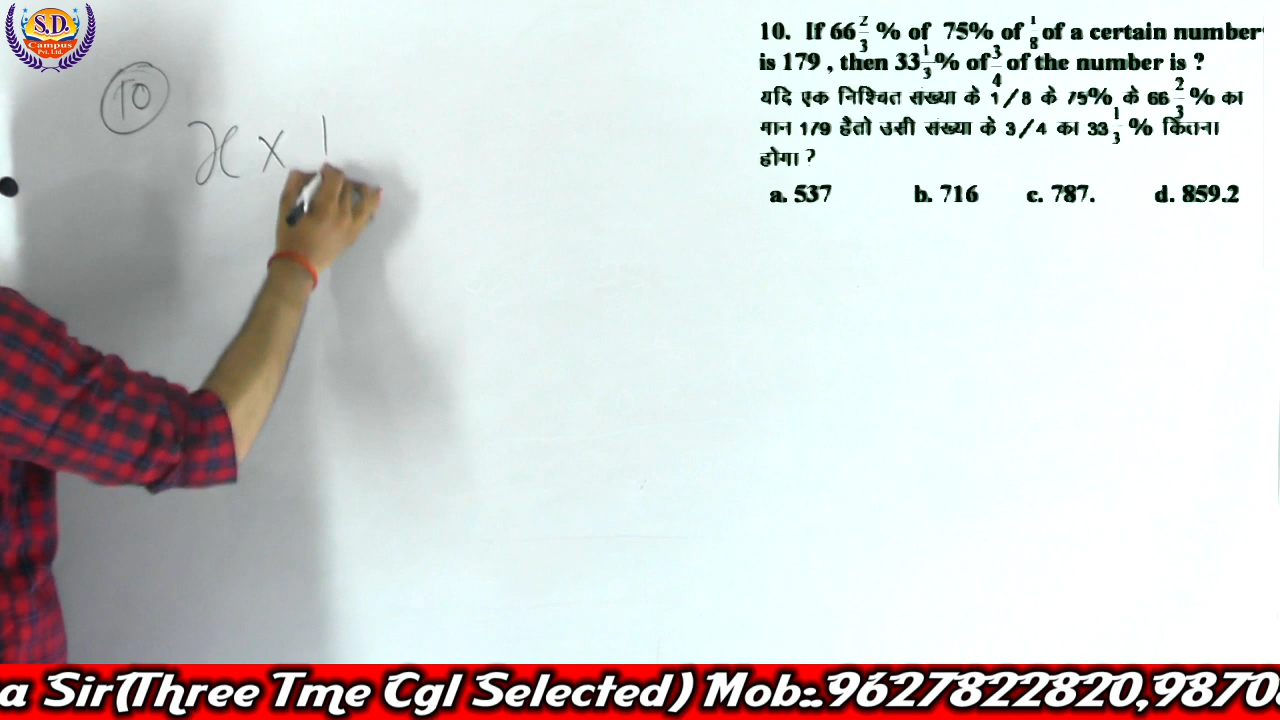 S.D.
Campus
Pvt. Ltd.
10
x × 1
10. If 66 2/3 % of 75% of 1/8 of a certain number
is 179 , then 33 1/3 % of 3/4 of the number is ?
यदि एक निश्चित संख्या के 1/8 के 75% के 66 2/3 % का
मान 179 हैतो उसी संख्या के 3/4 का 33 1/3 % कितना
होगा ?
a. 537 b. 716 c. 787. d. 859.2
a Sir(Three Tme Cgl Selected) Mob:.9627822820,9870